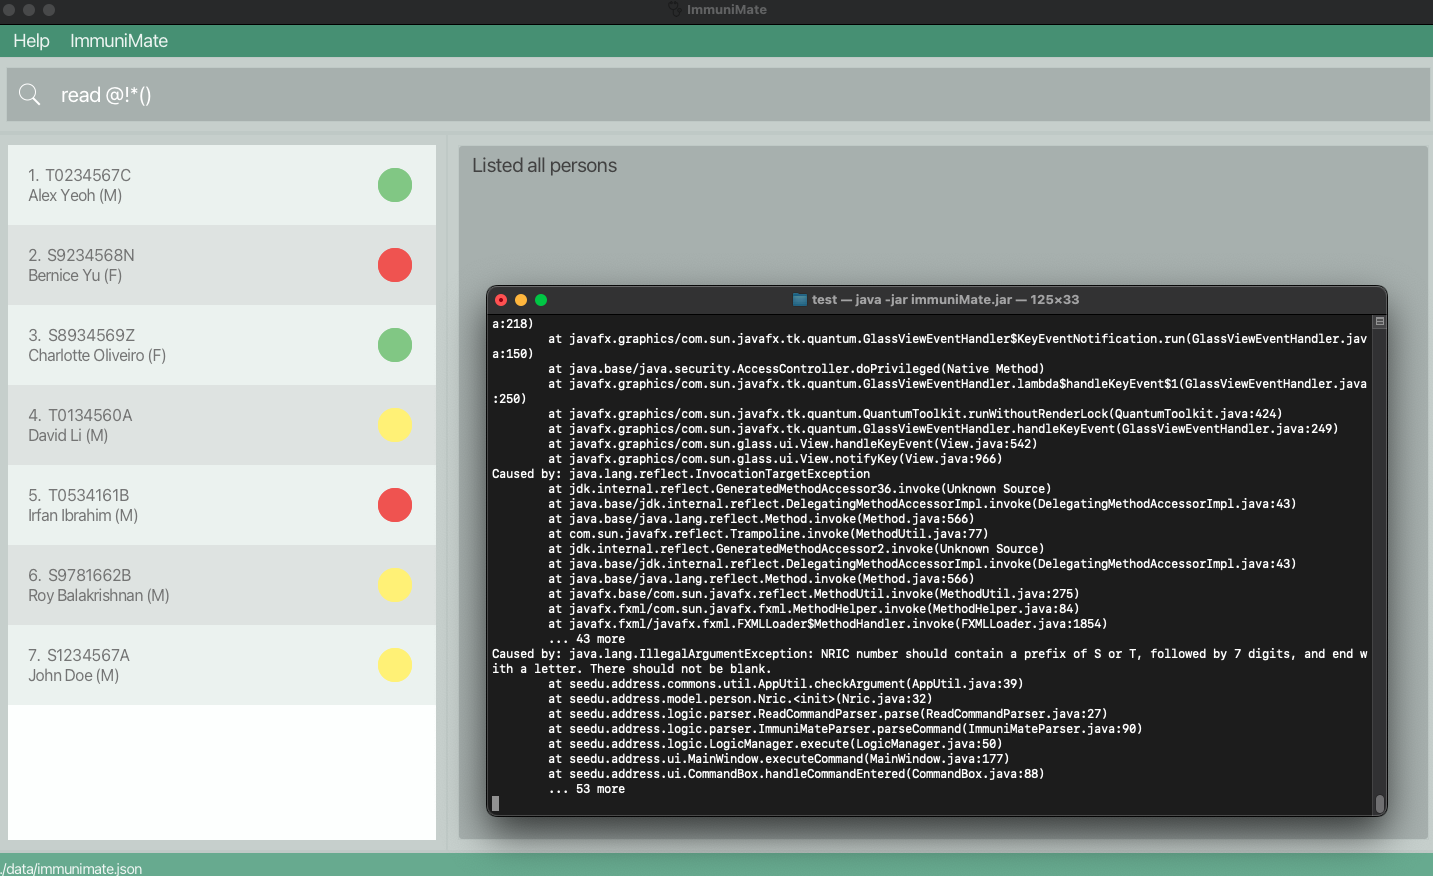 ImmuniMate
Help ImmuniMate
read @!*()
1. T0234567C
Alex Yeoh (M)
2. S9234568N
Bernice Yu (F)
3. S8934569Z
Charlotte Oliveiro (F)
4. T0134560A
David Li (M)
5. T0534161B
Irfan Ibrahim (M)
6. S9781662B
Roy Balakrishnan (M)
7. S1234567A
John Doe (M)
Listed all persons
test — java -jar immuniMate.jar — 125×33
a:218)
at javafx.graphics/com.sun.javafx.tk.quantum.GlassViewEventHandler$KeyEventNotification.run(GlassViewEventHandler.jav
a:150)
at java.base/java.security.AccessController.doPrivileged(Native Method)
at javafx.graphics/com.sun.javafx.tk.quantum.GlassViewEventHandler.lambda$handleKeyEvent$1(GlassViewEventHandler.java
:250)
at javafx.graphics/com.sun.javafx.tk.quantum.QuantumToolkit.runWithoutRenderLock(QuantumToolkit.java:424)
at javafx.graphics/com.sun.javafx.tk.quantum.GlassViewEventHandler.handleKeyEvent(GlassViewEventHandler.java:249)
at javafx.graphics/com.sun.glass.ui.View.handleKeyEvent(View.java:542)
at javafx.graphics/com.sun.glass.ui.View.notifyKey(View.java:966)
Caused by: java.lang.reflect.InvocationTargetException
at jdk.internal.reflect.GeneratedMethodAccessor36.invoke(Unknown Source)
at java.base/jdk.internal.reflect.DelegatingMethodAccessorImpl.invoke(DelegatingMethodAccessorImpl.java:43)
at java.base/java.lang.reflect.Method.invoke(Method.java:566)
at com.sun.javafx.reflect.Trampoline.invoke(MethodUtil.java:77)
at jdk.internal.reflect.GeneratedMethodAccessor2.invoke(Unknown Source)
at java.base/jdk.internal.reflect.DelegatingMethodAccessorImpl.invoke(DelegatingMethodAccessorImpl.java:43)
at java.base/java.lang.reflect.Method.invoke(Method.java:566)
at javafx.base/com.sun.javafx.reflect.MethodUtil.invoke(MethodUtil.java:275)
at javafx.fxml/com.sun.javafx.fxml.MethodHelper.invoke(MethodHelper.java:84)
at javafx.fxml/javafx.fxml.FXMLLoader$MethodHandler.invoke(FXMLLoader.java:1854)
... 43 more
Caused by: java.lang.IllegalArgumentException: NRIC number should contain a prefix of S or T, followed by 7 digits, and end w
ith a letter. There should not be blank.
at seedu.address.commons.util.AppUtil.checkArgument(AppUtil.java:39)
at seedu.address.model.person.Nric.<init>(Nric.java:32)
at seedu.address.logic.parser.ReadCommandParser.parse(ReadCommandParser.java:27)
at seedu.address.logic.parser.ImmuniMateParser.parseCommand(ImmuniMateParser.java:90)
at seedu.address.logic.LogicManager.execute(LogicManager.java:50)
at seedu.address.ui.MainWindow.executeCommand(MainWindow.java:177)
at seedu.address.ui.CommandBox.handleCommandEntered(CommandBox.java:88)
... 53 more
./data/immunimate.json